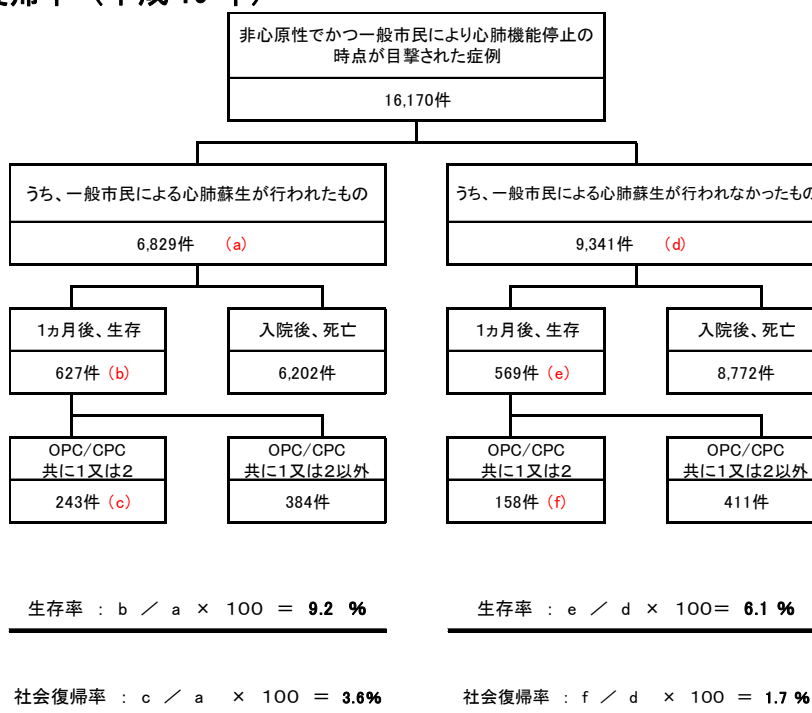 非心原性でかつ一般市民により心肺機能停止の
時点が目撃された症例
16,170件
うち、一般市民による心肺蘇生が行われたもの
6,829件 (a)
うち、一般市民による心肺蘇生が行われなかったもの
9,341件 (d)
1ヵ月後、生存
627件 (b)
入院後、死亡
6,202件
1ヵ月後、生存
569件 (e)
入院後、死亡
8,772件
OPC/CPC
共に1又は2
243件 (c)
OPC/CPC
共に1又は2以外
384件
OPC/CPC
共に1又は2
158件 (f)
OPC/CPC
共に1又は2以外
411件
生存率 : b / a × 100 = 9.2 %
生存率 : e / d × 100= 6.1 %
社会復帰率 : c / a × 100 = 3.6%
社会復帰率 : f / d × 100 = 1.7 %